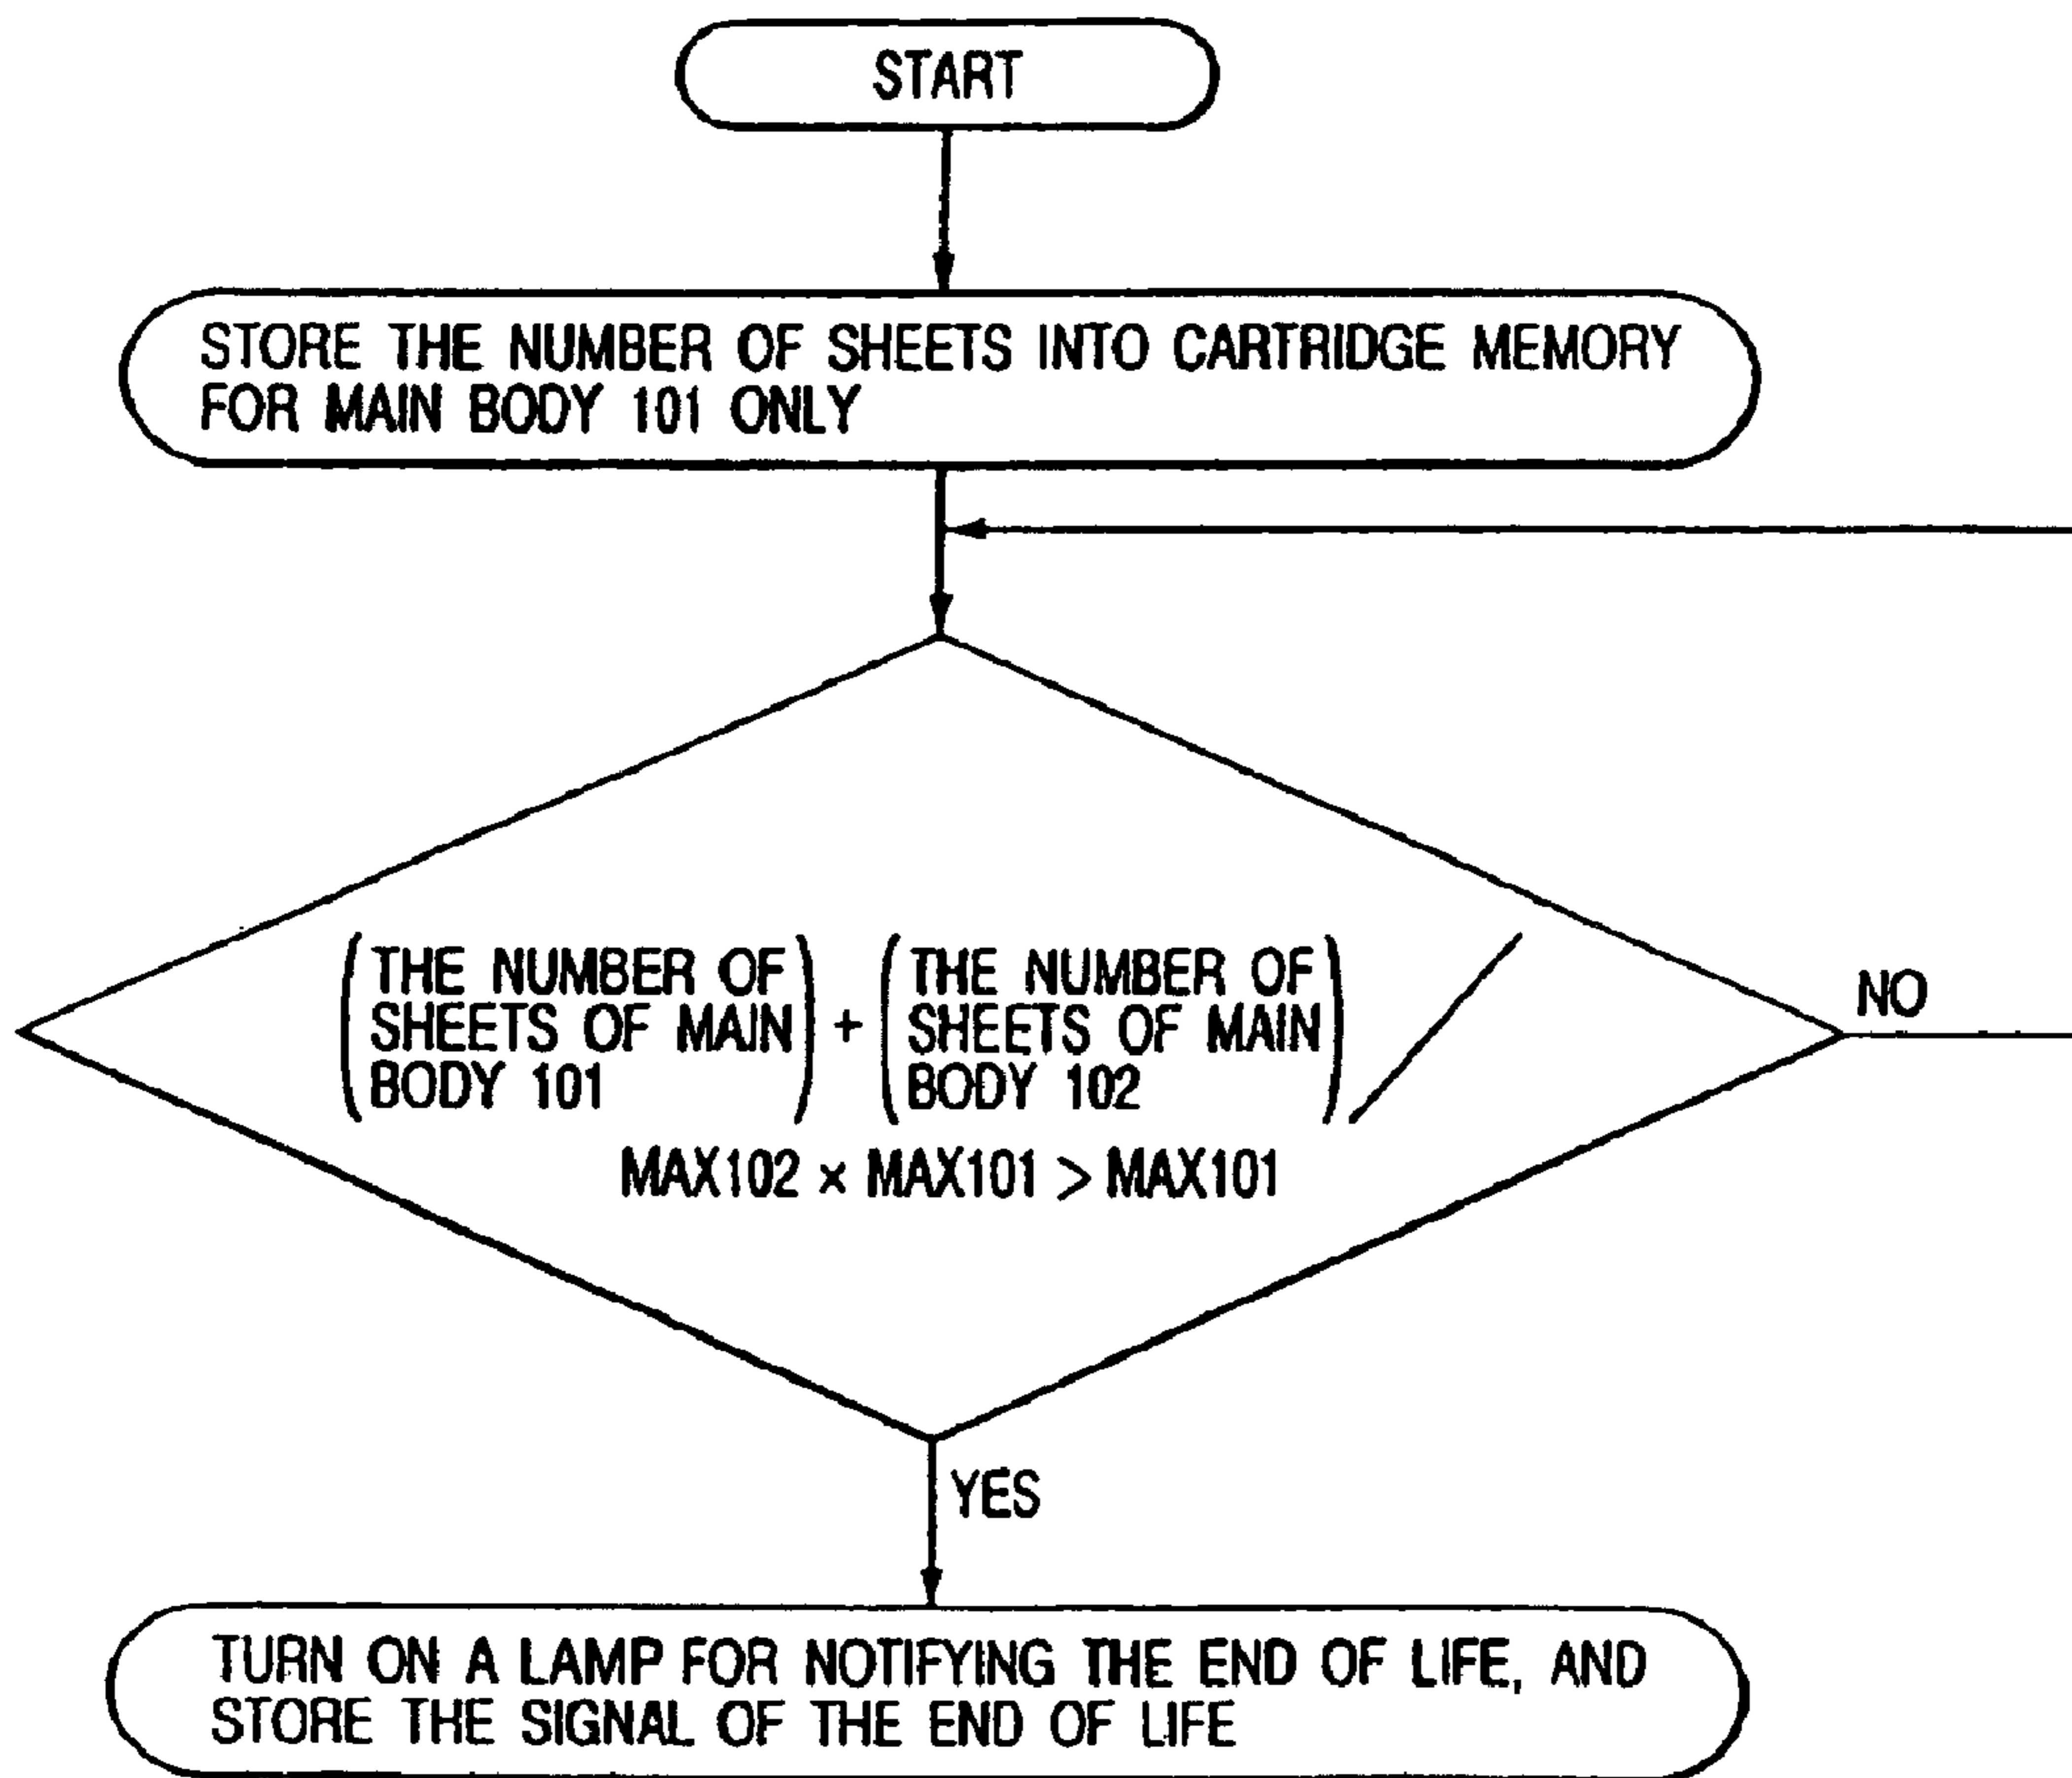 START
STORE THE NUMBER OF SHEETS INTO CARTRIDGE MEMORY
FOR MAIN BODY 101 ONLY
(THE NUMBER OF SHEETS OF MAIN BODY 101) + (THE NUMBER OF SHEETS OF MAIN BODY 102) /
MAX102 × MAX101 > MAX101
NO
YES
TURN ON A LAMP FOR NOTIFYING THE END OF LIFE, AND
STORE THE SIGNAL OF THE END OF LIFE